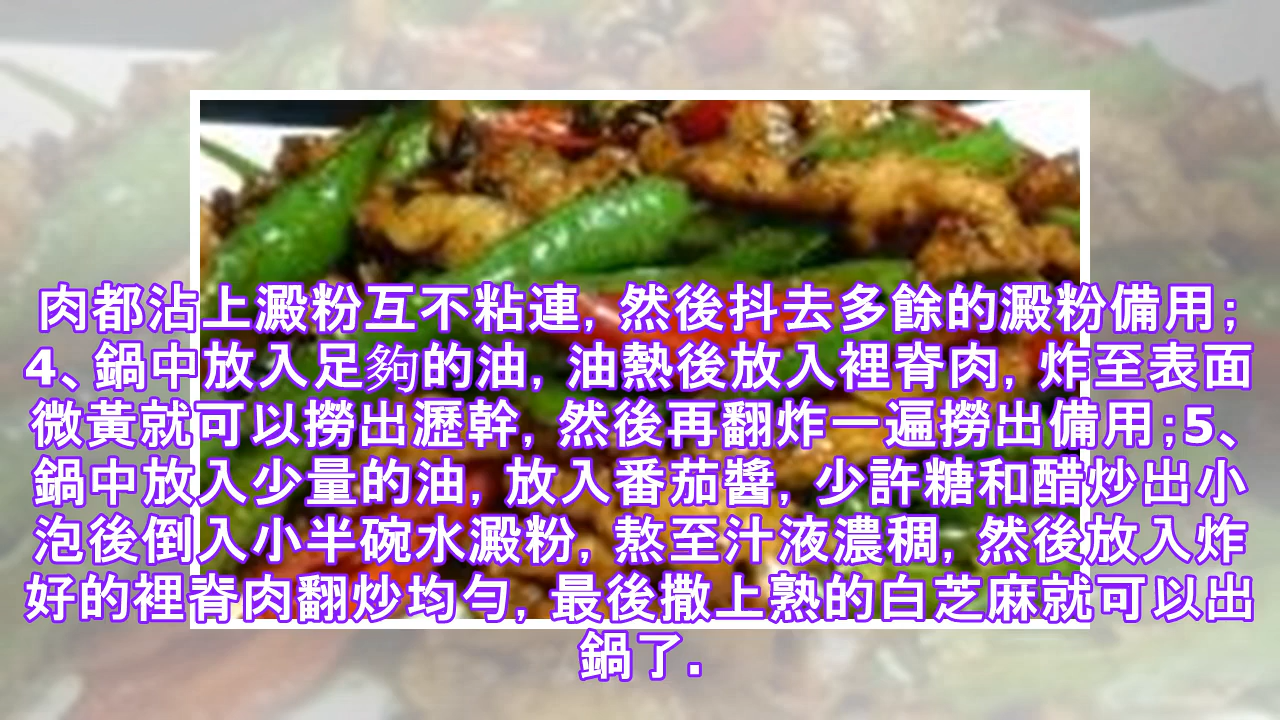 肉都沾上澱粉互不粘連, 然後抖去多餘的澱粉備用;
4、鍋中放入足夠的油, 油熱後放入裡脊肉, 炸至表面
微黃就可以撈出瀝幹, 然後再翻炸一遍撈出備用;5、
鍋中放入少量的油, 放入番茄醬, 少許糖和醋炒出小
泡後倒入小半碗水澱粉, 熬至汁液濃稠, 然後放入炸
好的裡脊肉翻炒均勻, 最後撒上熟的白芝麻就可以出
鍋了.